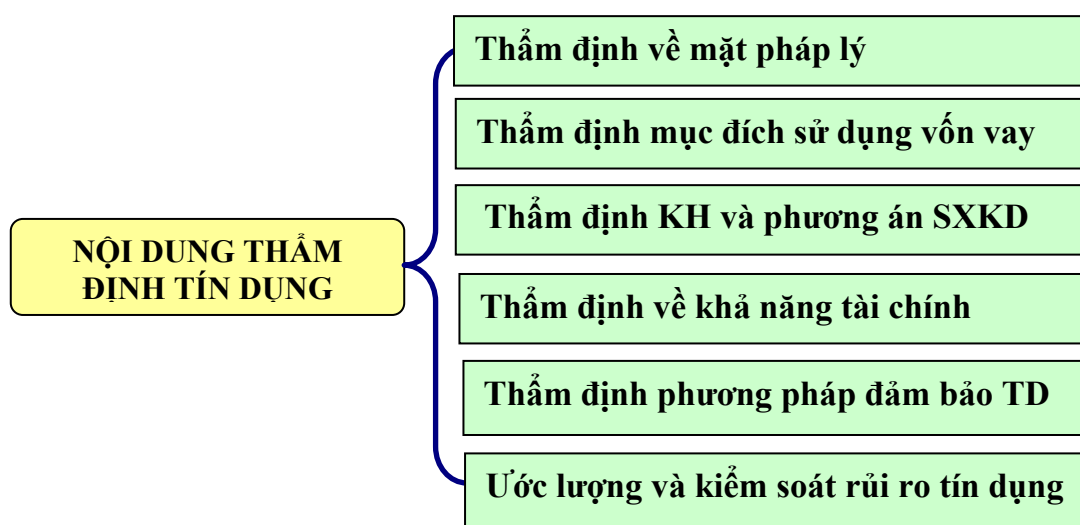 Thẩm định về mặt pháp lý
Thẩm định mục đích sử dụng vốn vay
Thẩm định KH và phương án SXKD
NỘI DUNG THẨM
ĐỊNH TÍN DỤNG
Thẩm định về khả năng tài chính
Thẩm định phương pháp đảm bảo TD
Ước lượng và kiểm soát rủi ro tín dụng